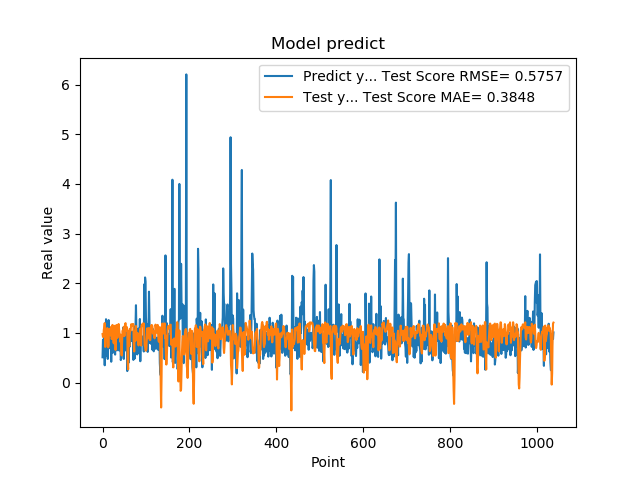 Model predict
Predict y... Test Score RMSE= 0.5757
Test y... Test Score MAE= 0.3848
6
5
4
3
2
1
0
Real value
0
200
400
600
800
1000
Point